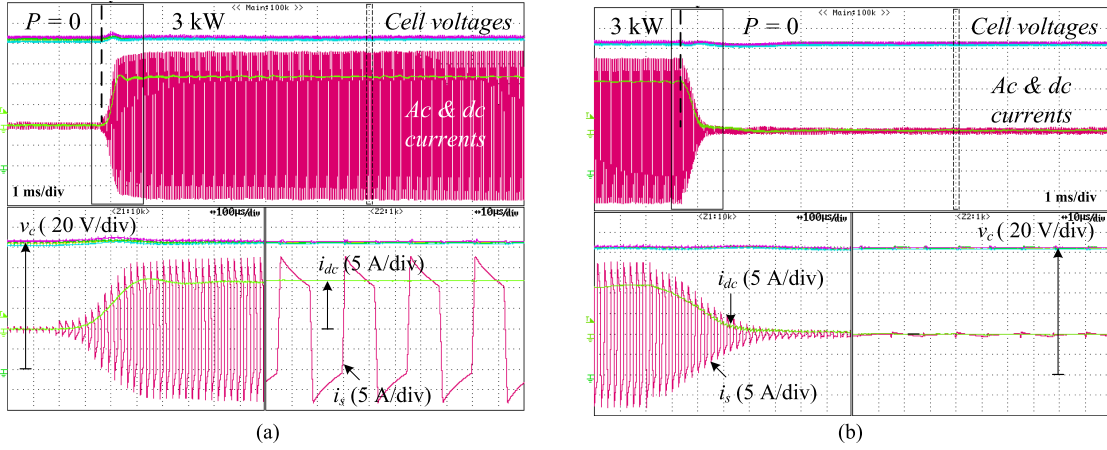 << Main:100k >>
P = 0
3 kW
Cell voltages
Ac & dc
currents
1 ms/div
<Z1:10k>
↔100µs/div
<Z2:1k>
↔10µs/div
v_c ( 20 V/div)
i_dc (5 A/div)
i_s (5 A/div)
(a)
<< Main:100k >>
3 kW
P = 0
Cell voltages
Ac & dc
currents
1 ms/div
<Z1:10k>
↔100µs/div
<Z2:1k>
↔10µs/div
v_c ( 20 V/div)
i_dc (5 A/div)
i_s (5 A/div)
(b)